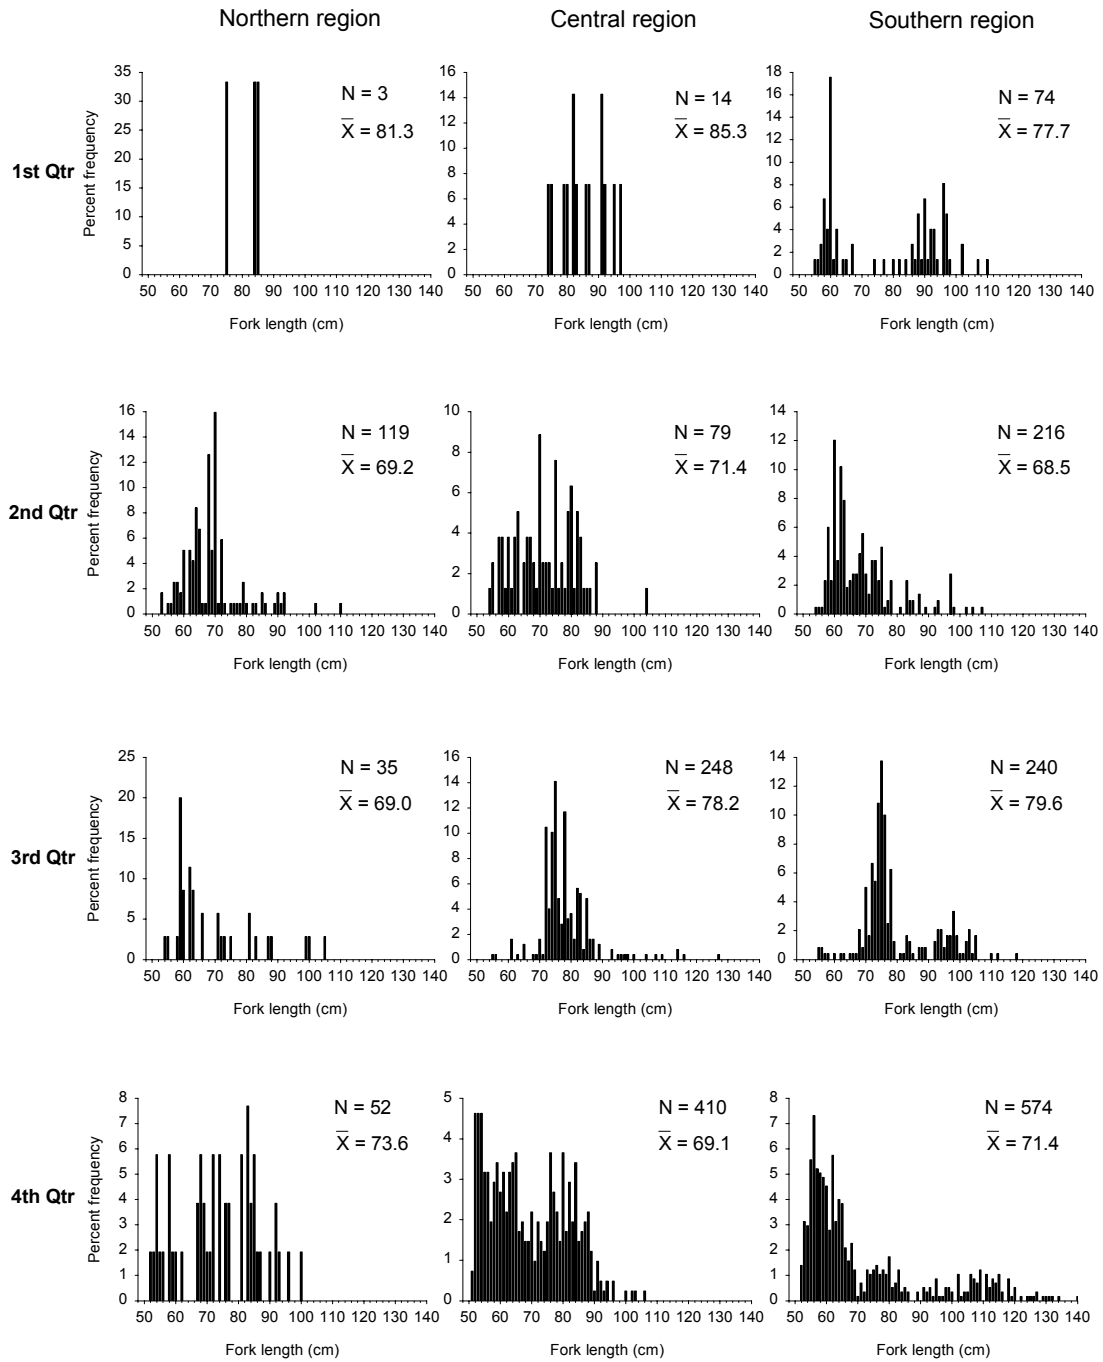 Northern region Central region Southern region
1st Qtr
Percent frequency
35
30
25
20
15
10
5
0
N = 3
X̄ = 81.3
50 60 70 80 90 100 110 120 130 140
Fork length (cm)
16
14
12
10
8
6
4
2
0
N = 14
X̄ = 85.3
50 60 70 80 90 100 110 120 130 140
Fork length (cm)
18
16
14
12
10
8
6
4
2
0
N = 74
X̄ = 77.7
50 60 70 80 90 100 110 120 130 140
Fork length (cm)
2nd Qtr
Percent frequency
16
14
12
10
8
6
4
2
0
N = 119
X̄ = 69.2
50 60 70 80 90 100 110 120 130 140
Fork length (cm)
10
8
6
4
2
0
N = 79
X̄ = 71.4
50 60 70 80 90 100 110 120 130 140
Fork length (cm)
14
12
10
8
6
4
2
0
N = 216
X̄ = 68.5
50 60 70 80 90 100 110 120 130 140
Fork length (cm)
3rd Qtr
Percent frequency
25
20
15
10
5
0
N = 35
X̄ = 69.0
50 60 70 80 90 100 110 120 130 140
Fork length (cm)
16
14
12
10
8
6
4
2
0
N = 248
X̄ = 78.2
50 60 70 80 90 100 110 120 130 140
Fork length (cm)
14
12
10
8
6
4
2
0
N = 240
X̄ = 79.6
50 60 70 80 90 100 110 120 130 140
Fork length (cm)
4th Qtr
Percent frequency
8
7
6
5
4
3
2
1
0
N = 52
X̄ = 73.6
50 60 70 80 90 100 110 120 130 140
Fork length (cm)
5
4
3
2
1
0
N = 410
X̄ = 69.1
50 60 70 80 90 100 110 120 130 140
Fork length (cm)
8
7
6
5
4
3
2
1
0
N = 574
X̄ = 71.4
50 60 70 80 90 100 110 120 130 140
Fork length (cm)